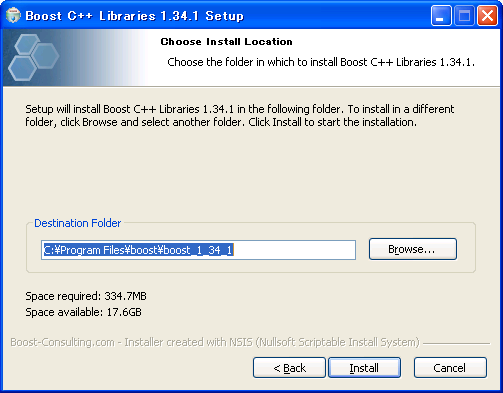 Boost C++ Libraries 1.34.1 Setup
Choose Install Location
Choose the folder in which to install Boost C++ Libraries 1.34.1.
Setup will install Boost C++ Libraries 1.34.1 in the following folder. To install in a different
folder, click Browse and select another folder. Click Install to start the installation.
Destination Folder
C:¥Program Files¥boost¥boost_1_34_1
Browse...
Space required: 334.7MB
Space available: 17.6GB
Boost-Consulting.com - Installer created with NSIS (Nullsoft Scriptable Install System)
< Back
Install
Cancel